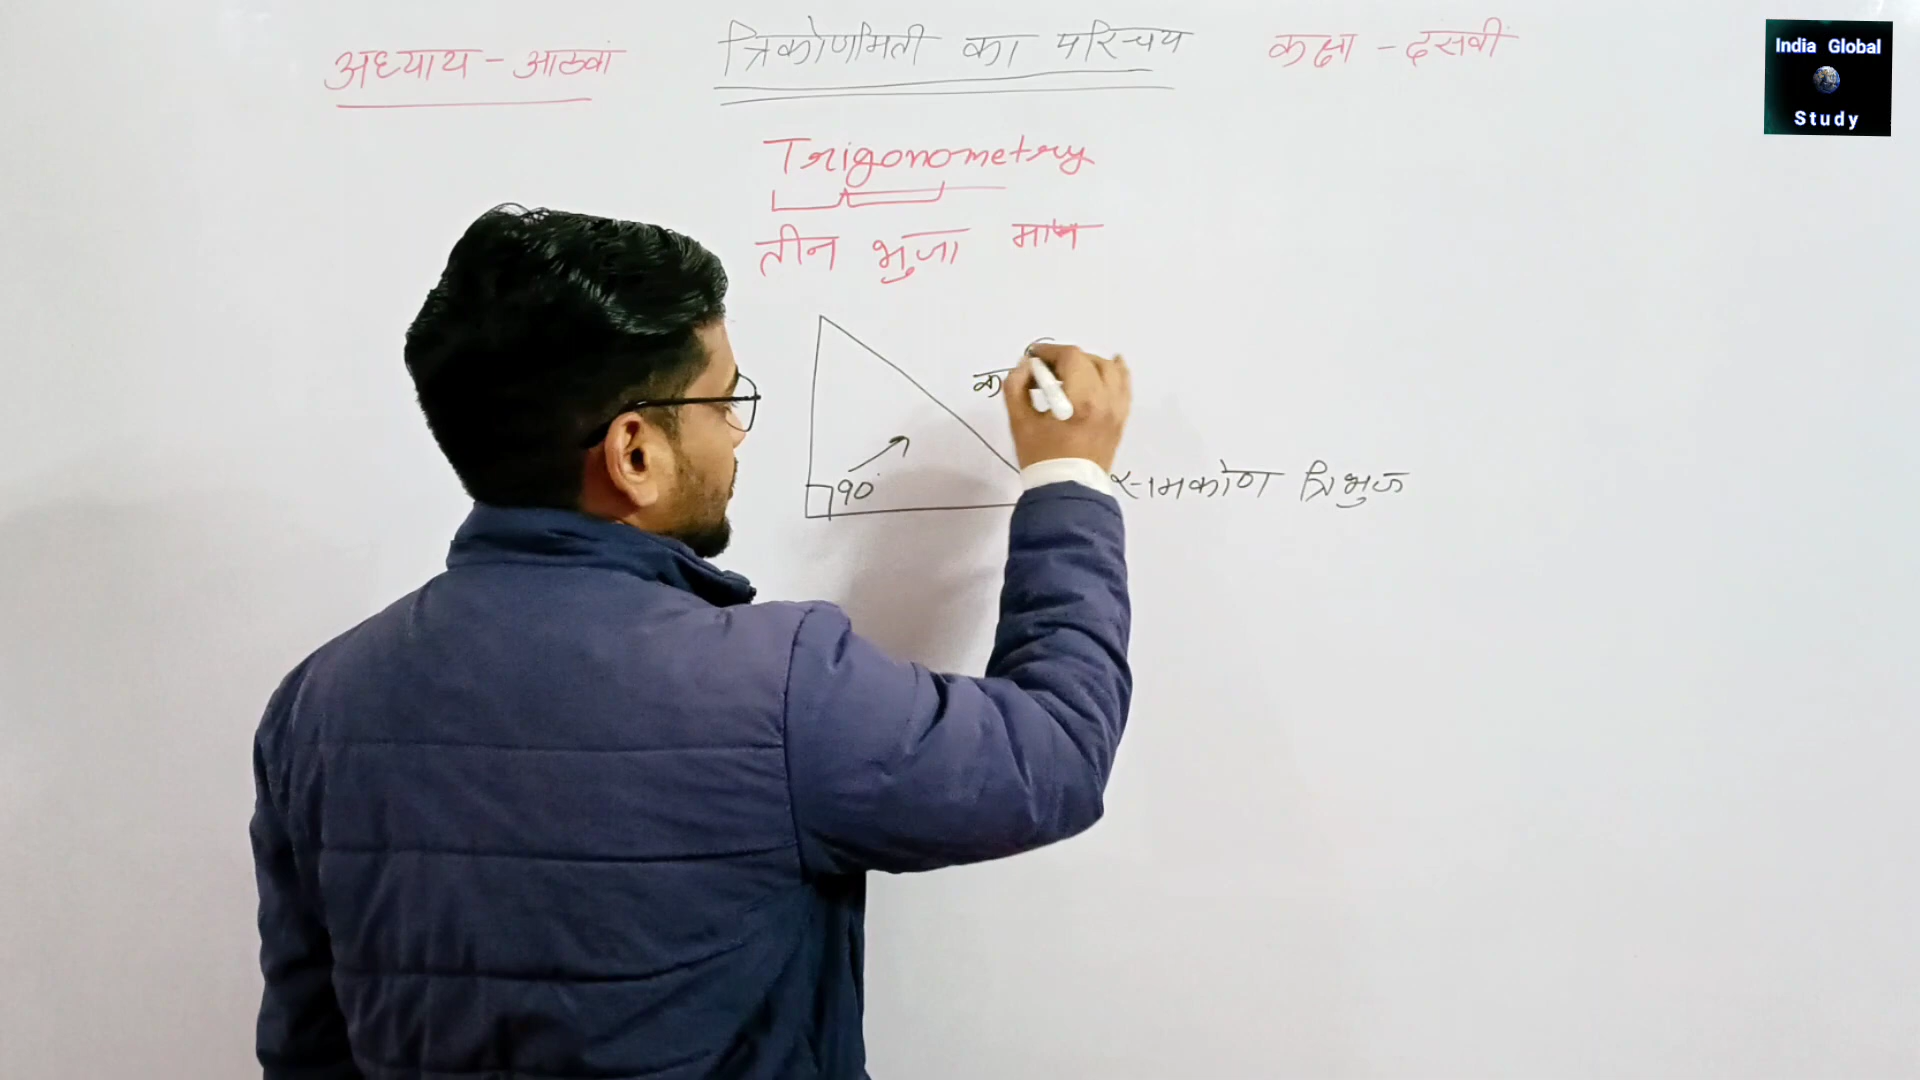 अध्याय - आठवां त्रिकोणमिती का परिचय कक्षा - दसवीं
India Global
Study
Trigonometry
तीन भुजा माप
90°
समकोण त्रिभुज